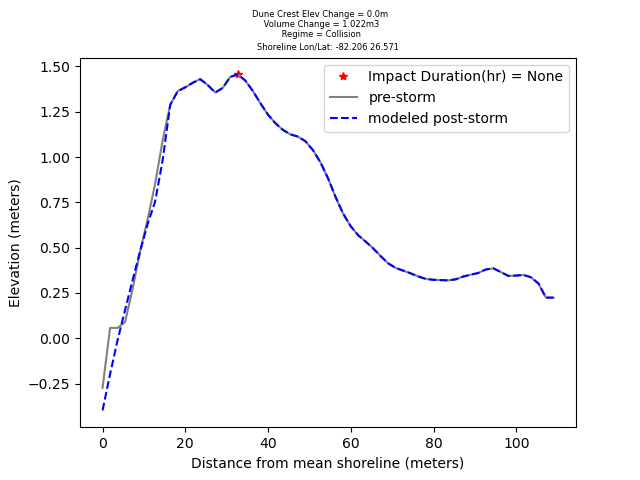 Dune Crest Elev Change = 0.0m
Volume Change = 1.022m3
Regime = Collision
Shoreline Lon/Lat: -82.206 26.571
Impact Duration(hr) = None
pre-storm
modeled post-storm
1.50
1.25
1.00
0.75
0.50
0.25
0.00
−0.25
Elevation (meters)
0 20 40 60 80 100
Distance from mean shoreline (meters)